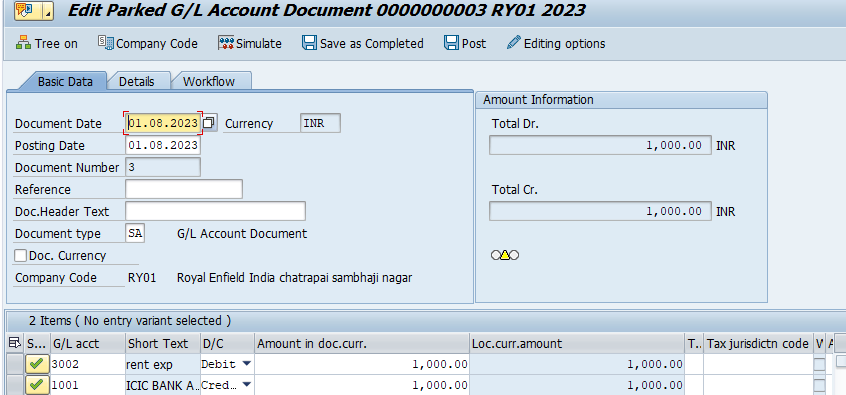 Edit Parked G/L Account Document 0000000003 RY01 2023
Tree on Company Code Simulate Save as Completed Post Editing options
Basic Data Details Workflow
Amount Information
Document Date 01.08.2023 Currency INR
Total Dr.
Posting Date 01.08.2023
1,000.00 INR
Document Number 3
Reference
Total Cr.
Doc.Header Text
1,000.00 INR
Document type SA G/L Account Document
Doc. Currency
Company Code RY01 Royal Enfield India chatrapai sambhaji nagar
2 Items ( No entry variant selected )
S... G/L acct Short Text D/C Amount in doc.curr. Loc.curr.amount T.. Tax jurisdictn code V A
3002 rent exp Debit 1,000.00 1,000.00
1001 ICIC BANK A.. Cred... 1,000.00 1,000.00